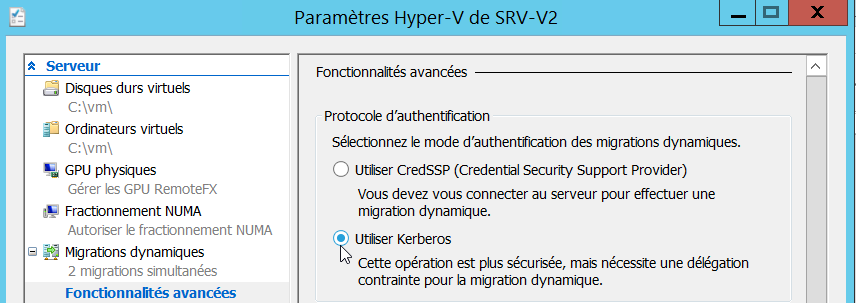 Paramètres Hyper-V de SRV-V2
Serveur
Disques durs virtuels
C:\vm\
Ordinateurs virtuels
C:\vm\
GPU physiques
Gérer les GPU RemoteFX
Fractionnement NUMA
Autoriser le fractionnement NUMA
Migrations dynamiques
2 migrations simultanées
Fonctionnalités avancées
Fonctionnalités avancées
Protocole d'authentification
Sélectionnez le mode d'authentification des migrations dynamiques.
Utiliser CredSSP (Credential Security Support Provider)
Vous devez vous connecter au serveur pour effectuer une
migration dynamique.
Utiliser Kerberos
Cette opération est plus sécurisée, mais nécessite une délégation
contrainte pour la migration dynamique.